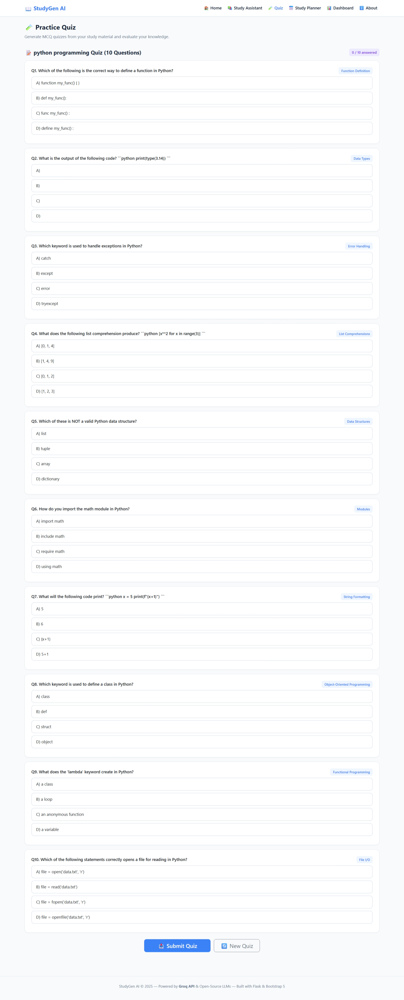 StudyGen AI
Home Study Assistant Quiz Study Planner Dashboard About
Practice Quiz
Generate MCQ quizzes from your study material and evaluate your knowledge.
python programming Quiz (10 Questions)
0 / 10 answered
Q1. Which of the following is the correct way to define a function in Python?
Function Definition
A) function my_func() { }
B) def my_func():
C) func my_func() :
D) define my_func() :
Q2. What is the output of the following code? ```python print(type(3.14)) ```
Data Types
A)
B)
C)
D)
Q3. Which keyword is used to handle exceptions in Python?
Error Handling
A) catch
B) except
C) error
D) tryexcept
Q4. What does the following list comprehension produce? ```python [x**2 for x in range(3)] ```
List Comprehensions
A) [0, 1, 4]
B) [1, 4, 9]
C) [0, 1, 2]
D) [1, 2, 3]
Q5. Which of these is NOT a valid Python data structure?
Data Structures
A) list
B) tuple
C) array
D) dictionary
Q6. How do you import the math module in Python?
Modules
A) import math
B) include math
C) require math
D) using math
Q7. What will the following code print? ```python x = 5 print(f"{x+1}") ```
String Formatting
A) 5
B) 6
C) {x+1}
D) 5+1
Q8. Which keyword is used to define a class in Python?
Object-Oriented Programming
A) class
B) def
C) struct
D) object
Q9. What does the 'lambda' keyword create in Python?
Functional Programming
A) a class
B) a loop
C) an anonymous function
D) a variable
Q10. Which of the following statements correctly opens a file for reading in Python?
File I/O
A) file = open('data.txt', 'r')
B) file = read('data.txt')
C) file = fopen('data.txt', 'r')
D) file = openfile('data.txt', 'r')
Submit Quiz
New Quiz
StudyGen AI © 2025 — Powered by Groq API & Open-Source LLMs — Built with Flask & Bootstrap 5